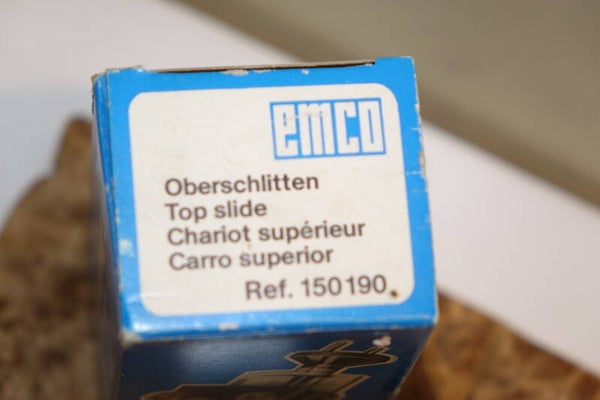 emco
Oberschlitten
Top slide
Chariot supérieur
Carro superior
Ref. 150190